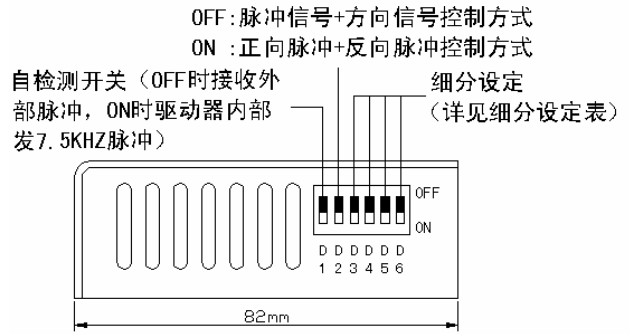 OFF:脉冲信号+方向信号控制方式
ON :正向脉冲+反向脉冲控制方式
自检测开关（OFF时接收外
部脉冲，ON时驱动器内部
发7.5KHZ脉冲）
细分设定
（详见细分设定表）
OFF
ON
D D D D D D
1 2 3 4 5 6
82mm